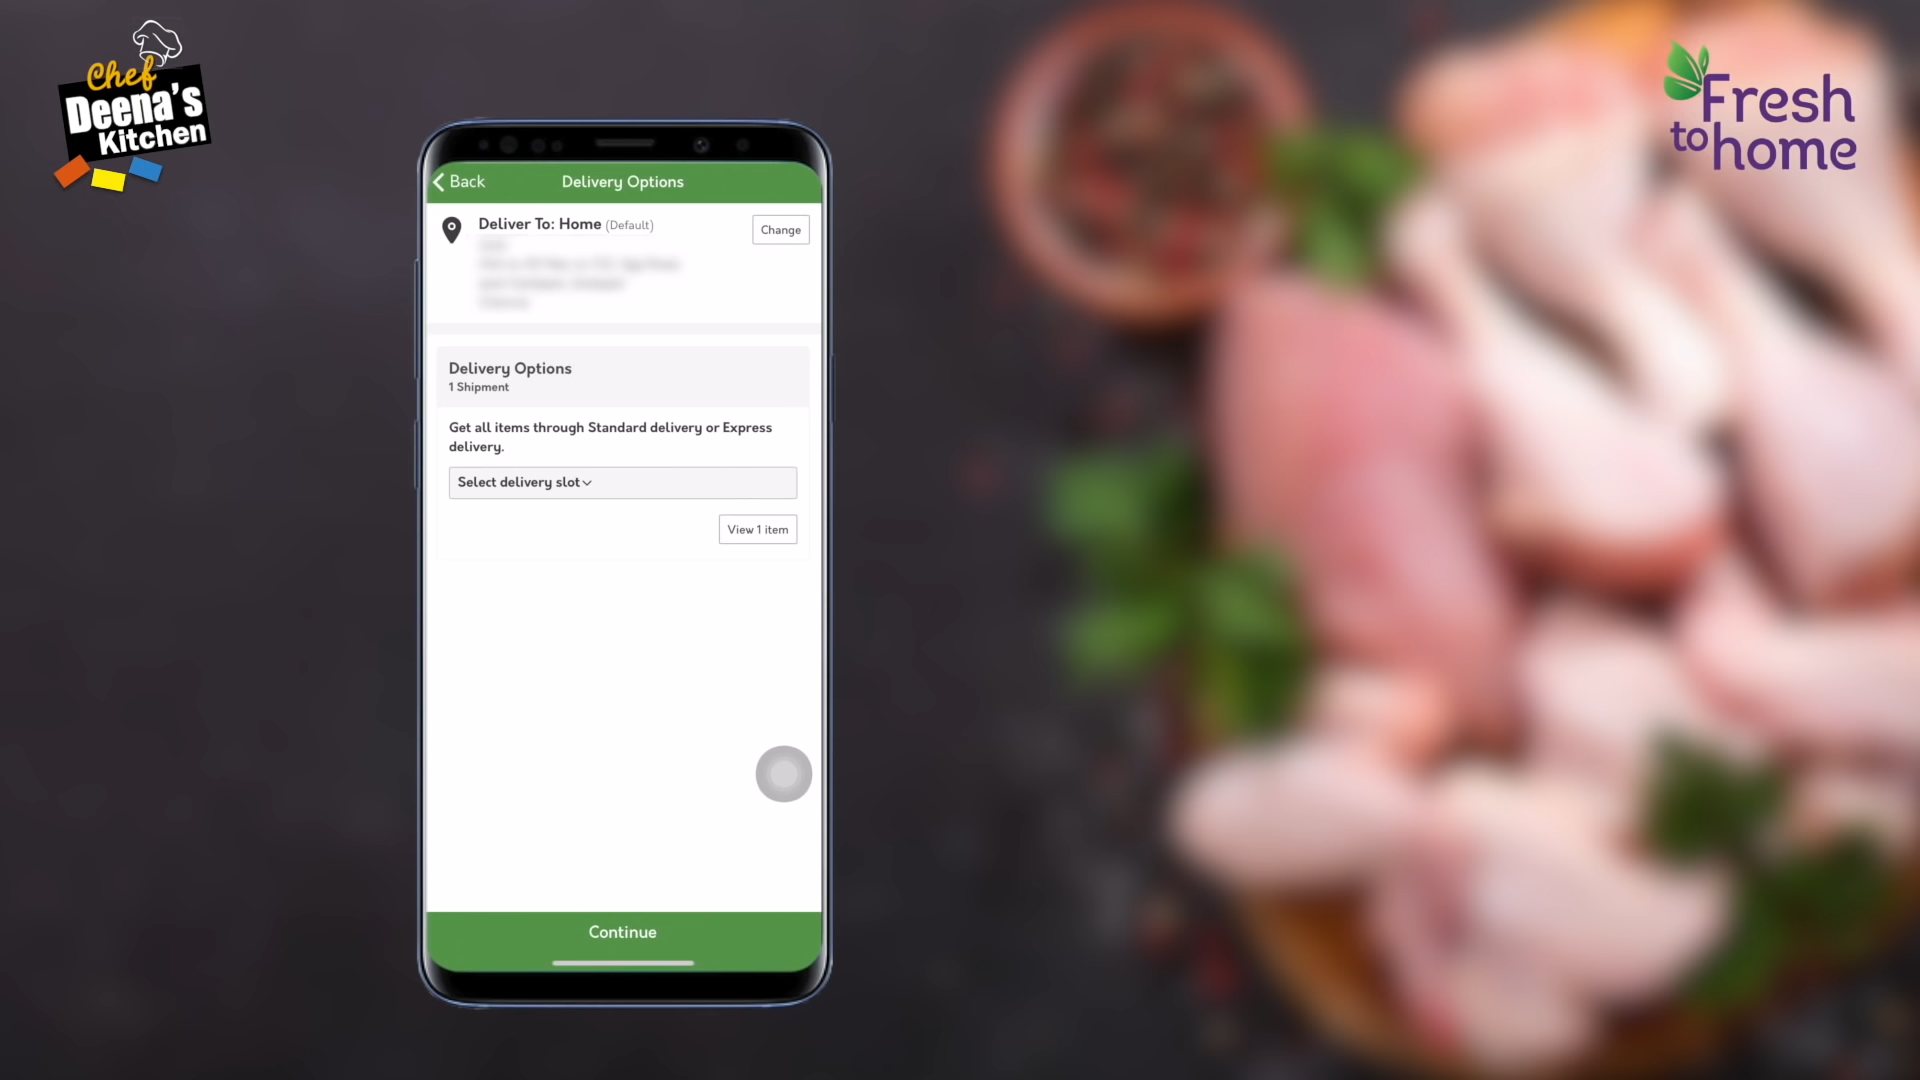 Chef
Deena's
Kitchen
Fresh
to home
Back
Delivery Options
Deliver To: Home (Default)
Change
Delivery Options
1 Shipment
Get all items through Standard delivery or Express
delivery.
Select delivery slot
View 1 item
Continue